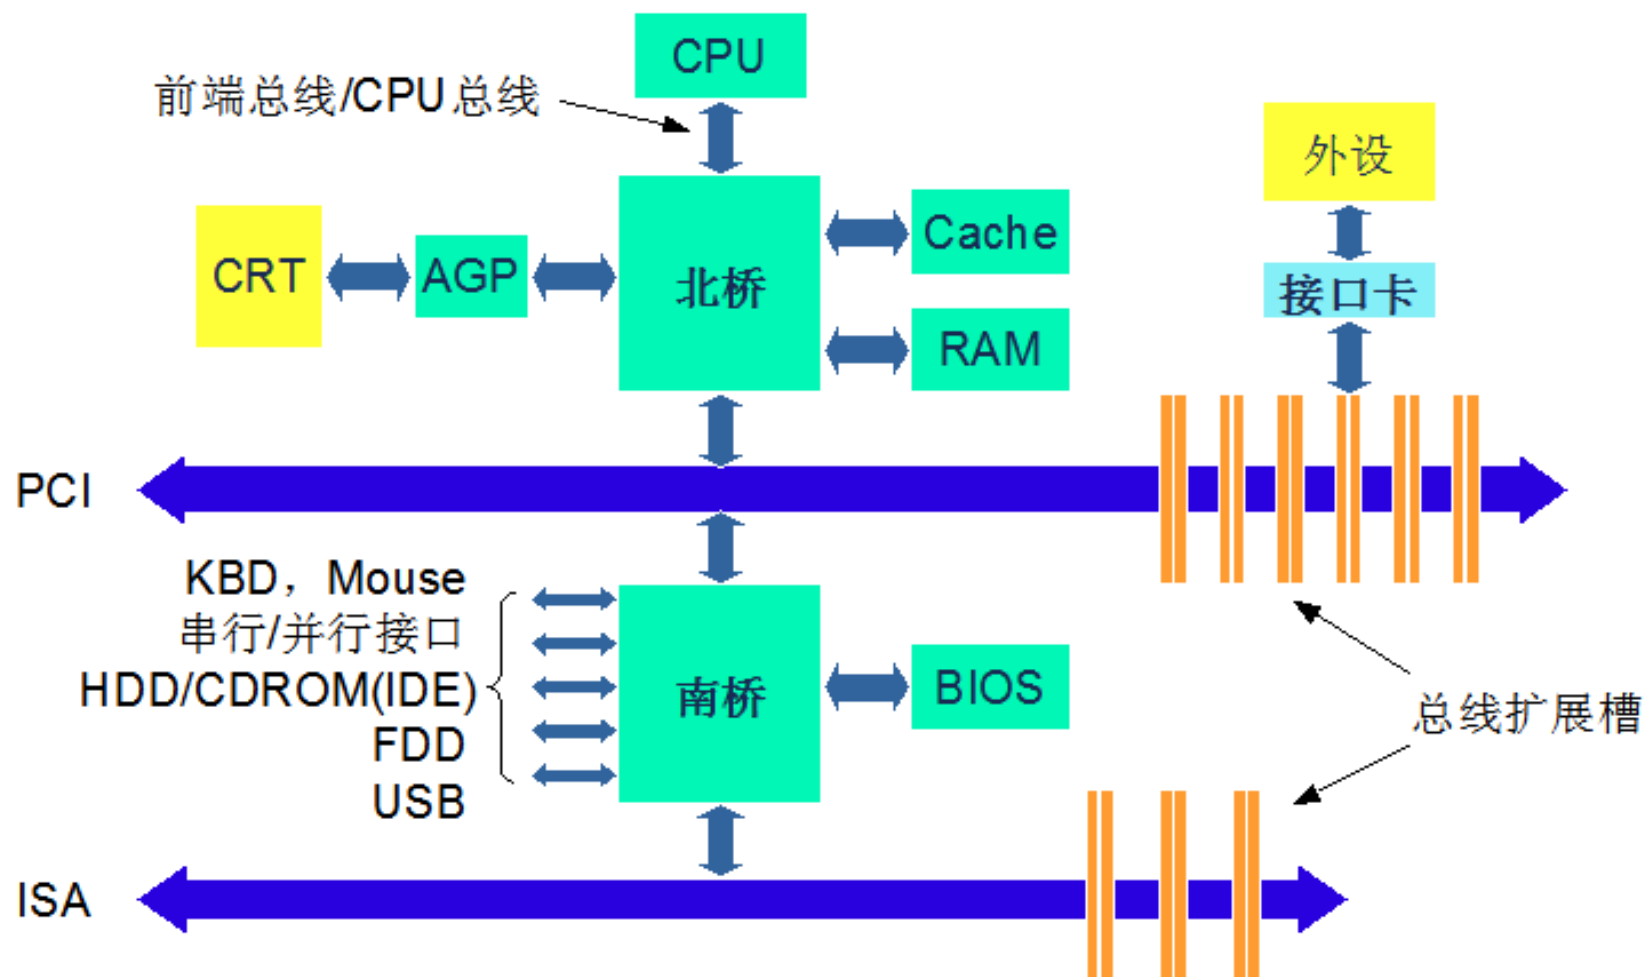 CPU
前端总线/CPU总线
外设
Cache
CRT
AGP
北桥
接口卡
RAM
PCI
KBD，Mouse
串行/并行接口
HDD/CDROM(IDE)
FDD
USB
南桥
BIOS
总线扩展槽
ISA